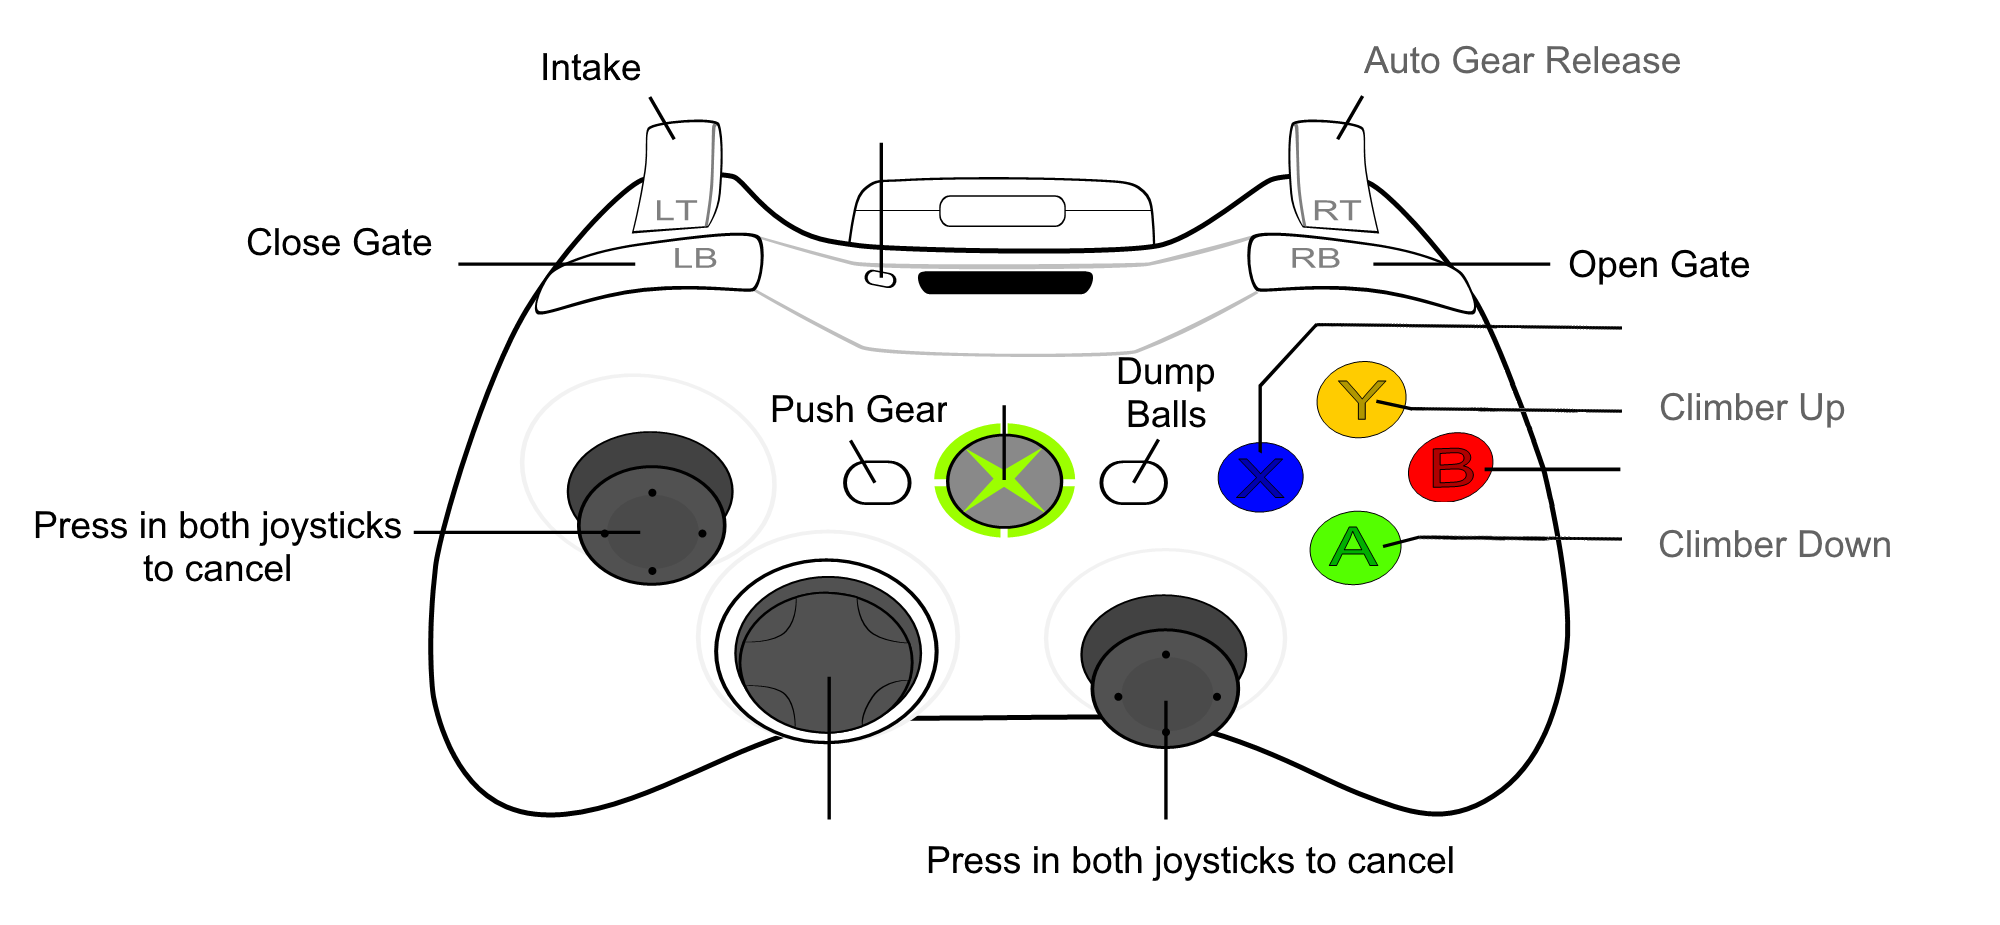 Intake
Auto Gear Release
LT
RT
Close Gate
LB
RB
Open Gate
Push Gear
Dump
Balls
Y
Climber Up
X
B
Press in both joysticks
to cancel
A
Climber Down
Press in both joysticks to cancel